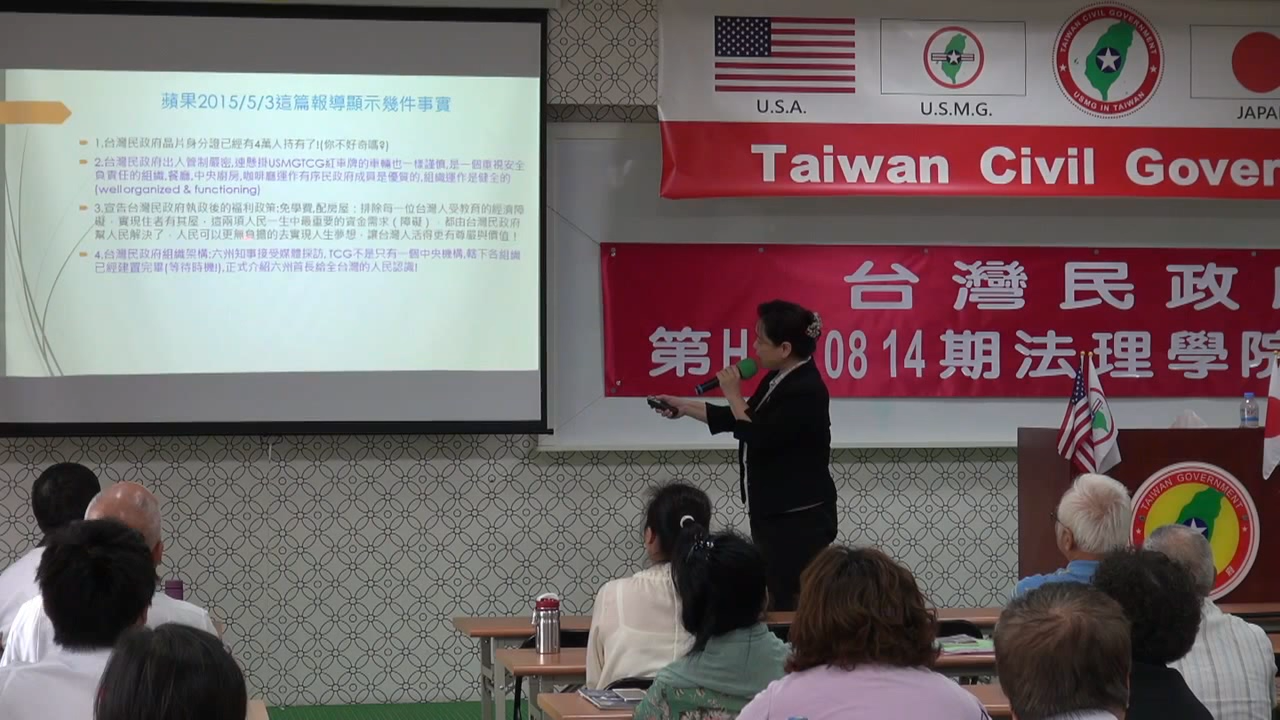 蘋果2015/5/3這篇報導顯示幾件事實
1.台灣民政府晶片身分證已經有4萬人持有了!(你不好奇嗎?)
2.台灣民政府出入管制嚴密,連懸掛USMGTCG紅車牌的車輛也一樣謹慎,是一個重視安全
負責任的組織,餐廳,中央廚房,咖啡廳運作有序民政府成員是優質的,組織運作是健全的
(well organized & functioning)
3.宣告台灣民政府執政後的福利政策:免學費,配房屋；排除每一位台灣人受教育的經濟障
礙，實現住者有其屋，這兩項人民一生中最重要的資金需求（障礙），都由台灣民政府
幫人民解決了，人民可以更無負擔的去實現人生夢想，讓台灣人活得更有尊嚴與價值！
4.台灣民政府組織架構:六州知事接受媒體採訪,TCG不是只有一個中央機構,轄下各組織
已經建置完畢(等待時機!),正式介紹六州首長給全台灣的人民認識!
U.S.A.
U.S.M.G.
TAIWAN CIVIL GOVERNMENT
USMG IN TAIWAN
JAPA
Taiwan Civil Gover
台灣民政
第H 08 14期法理學院
TAIWAN GOVERNMENT